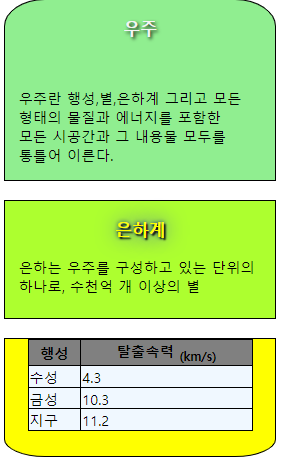 우주
우주란 행성,별,은하계 그리고 모든
형태의 물질과 에너지를 포함한
모든 시공간과 그 내용물 모두를
통틀어 이른다.
은하계
은하는 우주를 구성하고 있는 단위의
하나로, 수천억 개 이상의 별
행성 탈출속력 (km/s)
수성 4.3
금성 10.3
지구 11.2